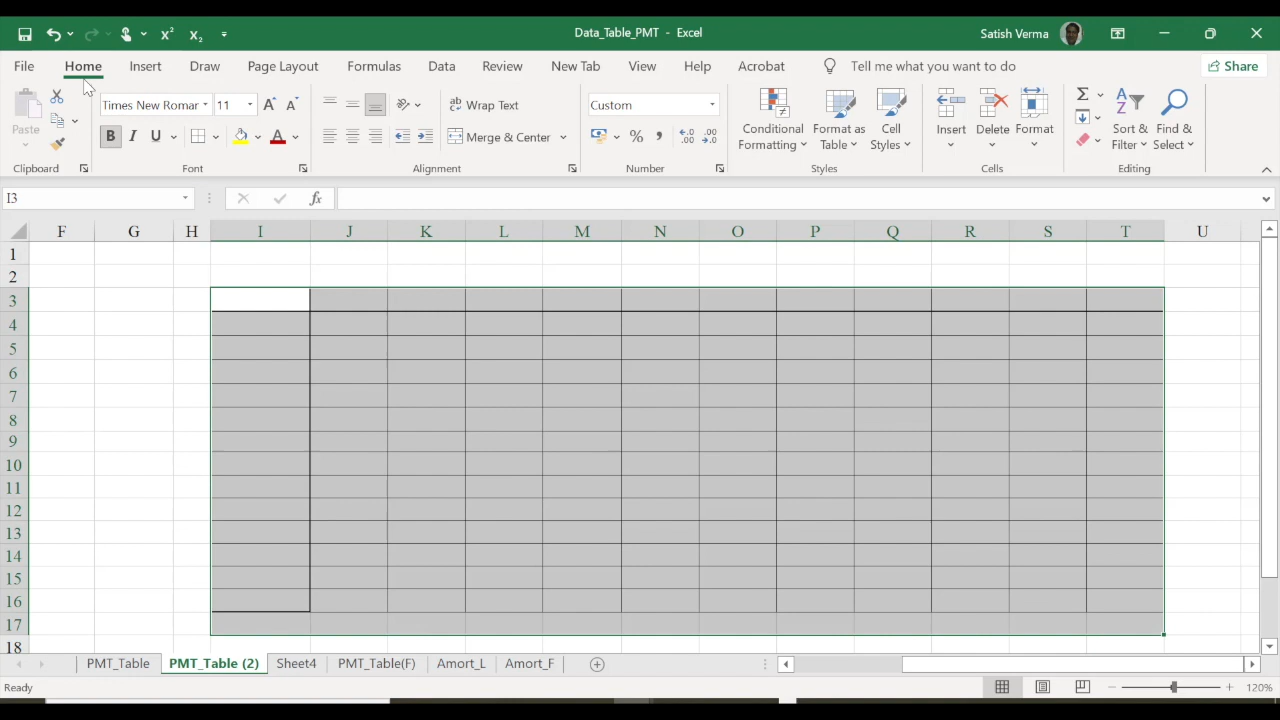 Data_Table_PMT - Excel
Satish Verma
File Home Insert Draw Page Layout Formulas Data Review New Tab View Help Acrobat Tell me what you want to do Share
Paste
Times New Romar 11
B I U A
Wrap Text
Merge & Center
Custom
Conditional Formatting
Format as Table
Cell Styles
Insert
Delete
Format
Sort & Filter
Find & Select
Clipboard Font Alignment Number Styles Cells Editing
I3 fx
F G H I J K L M N O P Q R S T U
1
2
3
4
5
6
7
8
9
10
11
12
13
14
15
16
17
18
PMT_Table PMT_Table (2) Sheet4 PMT_Table(F) Amort_L Amort_F
Ready 120%